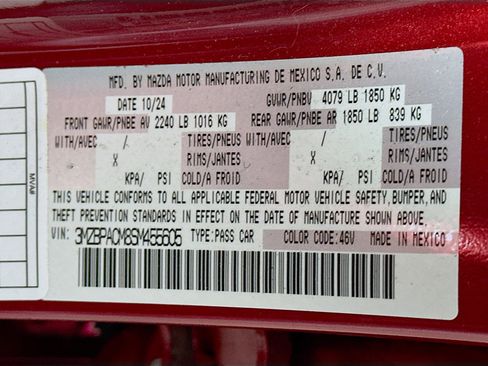 MFD. BY MAZDA MOTOR MANUFACTURING DE MEXICO S.A. DE C.V.
DATE 10/24 GVWR/PNBV 4079 LB 1850 KG
FRONT GAWR/PNBE AV 2240 LB 1016 KG REAR GAWR/PNBE AR 1850 LB 839 KG
WITH/AVEC / TIRES/PNEUS WITH/AVEC / TIRES/PNEUS
X RIMS/JANTES X RIMS/JANTES
KPA/ PSI COLD/A FROID KPA/ PSI COLD/A FROID
THIS VEHICLE CONFORMS TO ALL APPLICABLE FEDERAL MOTOR VEHICLE SAFETY, BUMPER, AND
THEFT PREVENTION STANDARDS IN EFFECT ON THE DATE OF MANUFACTURE SHOWN ABOVE.
VIN: 3MZBPACM8SM455605 TYPE:PASS CAR COLOR CODE:46V MADE IN MEXICO
MVAII